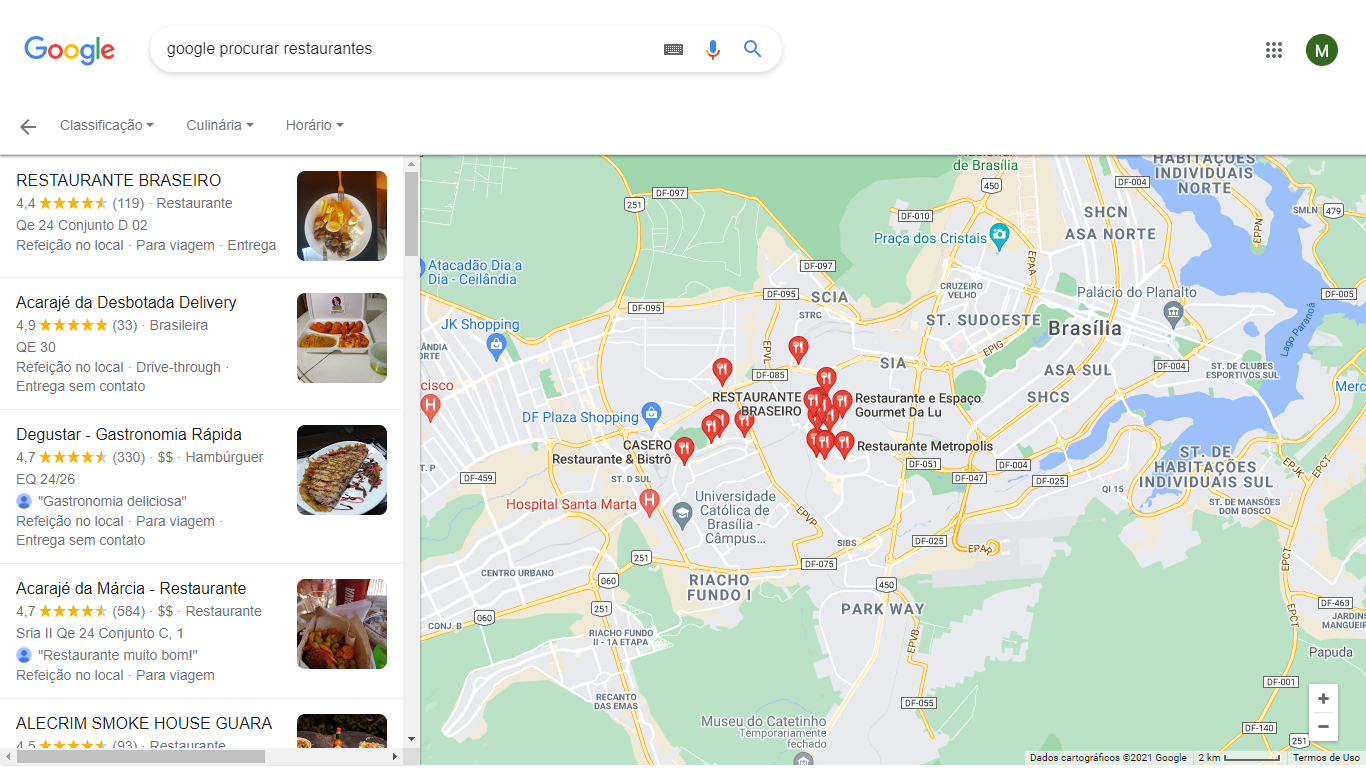 Google
google procurar restaurantes
M
Classificação
Culinária
Horário
RESTAURANTE BRASEIRO
4,4 (119) · Restaurante
Qe 24 Conjunto D 02
Refeição no local · Para viagem · Entrega
Acarajé da Desbotada Delivery
4,9 (33) · Brasileira
QE 30
Refeição no local · Drive-through ·
Entrega sem contato
Degustar - Gastronomia Rápida
4,7 (330) · $$ · Hambúrguer
EQ 24/26
"Gastronomia deliciosa"
Refeição no local · Para viagem ·
Entrega sem contato
Acarajé da Márcia - Restaurante
4,7 (584) · $$ · Restaurante
Sria II Qe 24 Conjunto C, 1
"Restaurante muito bom!"
Refeição no local · Para viagem
ALECRIM SMOKE HOUSE GUARA
4,5 (93) · Restaurante
de Brasília
HABITAÇÕES
INDIVIDUAIS
NORTE
DF-004
450
DF-097
251
SMLN
479
SHCN
ASA NORTE
DF-010
EPPN
Praça dos Cristais
EPAA
Atacadão Dia a
Dia - Ceilândia
DF-097
CRUZEIRO
VELHO
Palácio do Planalto
DF-005
DF-095
SCIA
DF-095
STRC
ST. SUDOESTE
Brasília
Lago Paranoá
JK Shopping
LÂNDIA
NORTE
EPVL
EPIG
SIA
DF-085
ASA SUL
DF-004
ST. DE CLUBES
ESPORTIVOS SUL
cisco
H
Merc
SHCS
RESTAURANTE
BRASEIRO
Restaurante e Espaço
Gourmet Da Lu
DF Plaza Shopping
CASERO
Restaurante & Bistrô
Restaurante Metropolis
T. P
DF-459
ST. D SUL
DF-051
DF-004
DF-047
DF-025
ST. DE
HABITAÇÕES
INDIVIDUAIS SUL
EPJK
EPCT
QI 15
ST. DE MANSÕES
DOM BOSCO
Hospital Santa Marta
H
Universidade
Católica de
Brasília -
Câmpus...
EPVP
SIBS
DF-025
EPAR
EPCT
251
DF-075
CENTRO URBANO
060
RIACHO
FUNDO I
450
PARK WAY
251
060
CONJ. B
DF-463
JARDINS
MANGUEIR
EPCT
RIACHO FUNDO
II - 1A ETAPA
EPVB
Papuda
DF-001
RECANTO
DAS EMAS
DF-055
Museu do Catetinho
Temporariamente
fechado
DF-140
251
Dados cartográficos ©2021 Google
2 km
Termos de Uso